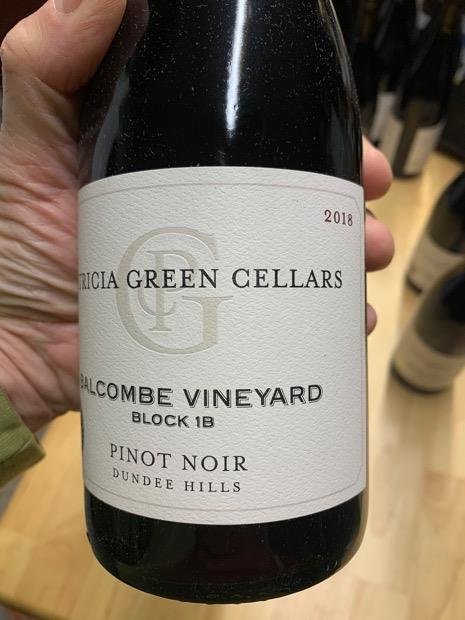 2018
TRICIA GREEN CELLARS
BALCOMBE VINEYARD
BLOCK 1B
PINOT NOIR
DUNDEE HILLS